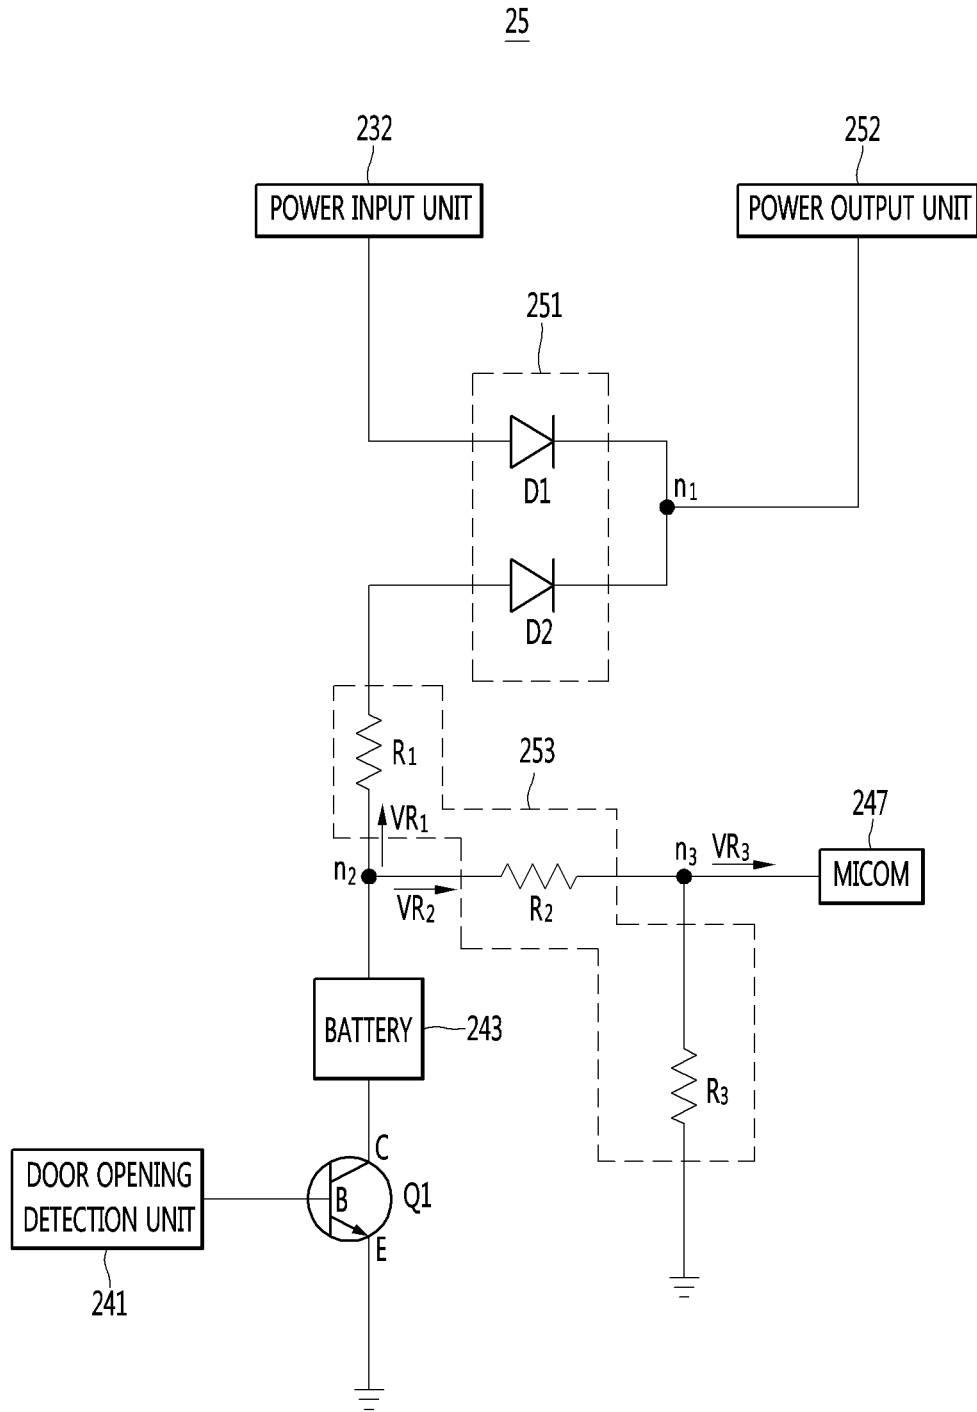 25
232
252
POWER INPUT UNIT
POWER OUTPUT UNIT
251
D1
n1
D2
R1
253
VR1
247
n2
n3
VR3
MICOM
VR2
R2
BATTERY
243
R3
C
DOOR OPENING
DETECTION UNIT
B
Q1
E
241